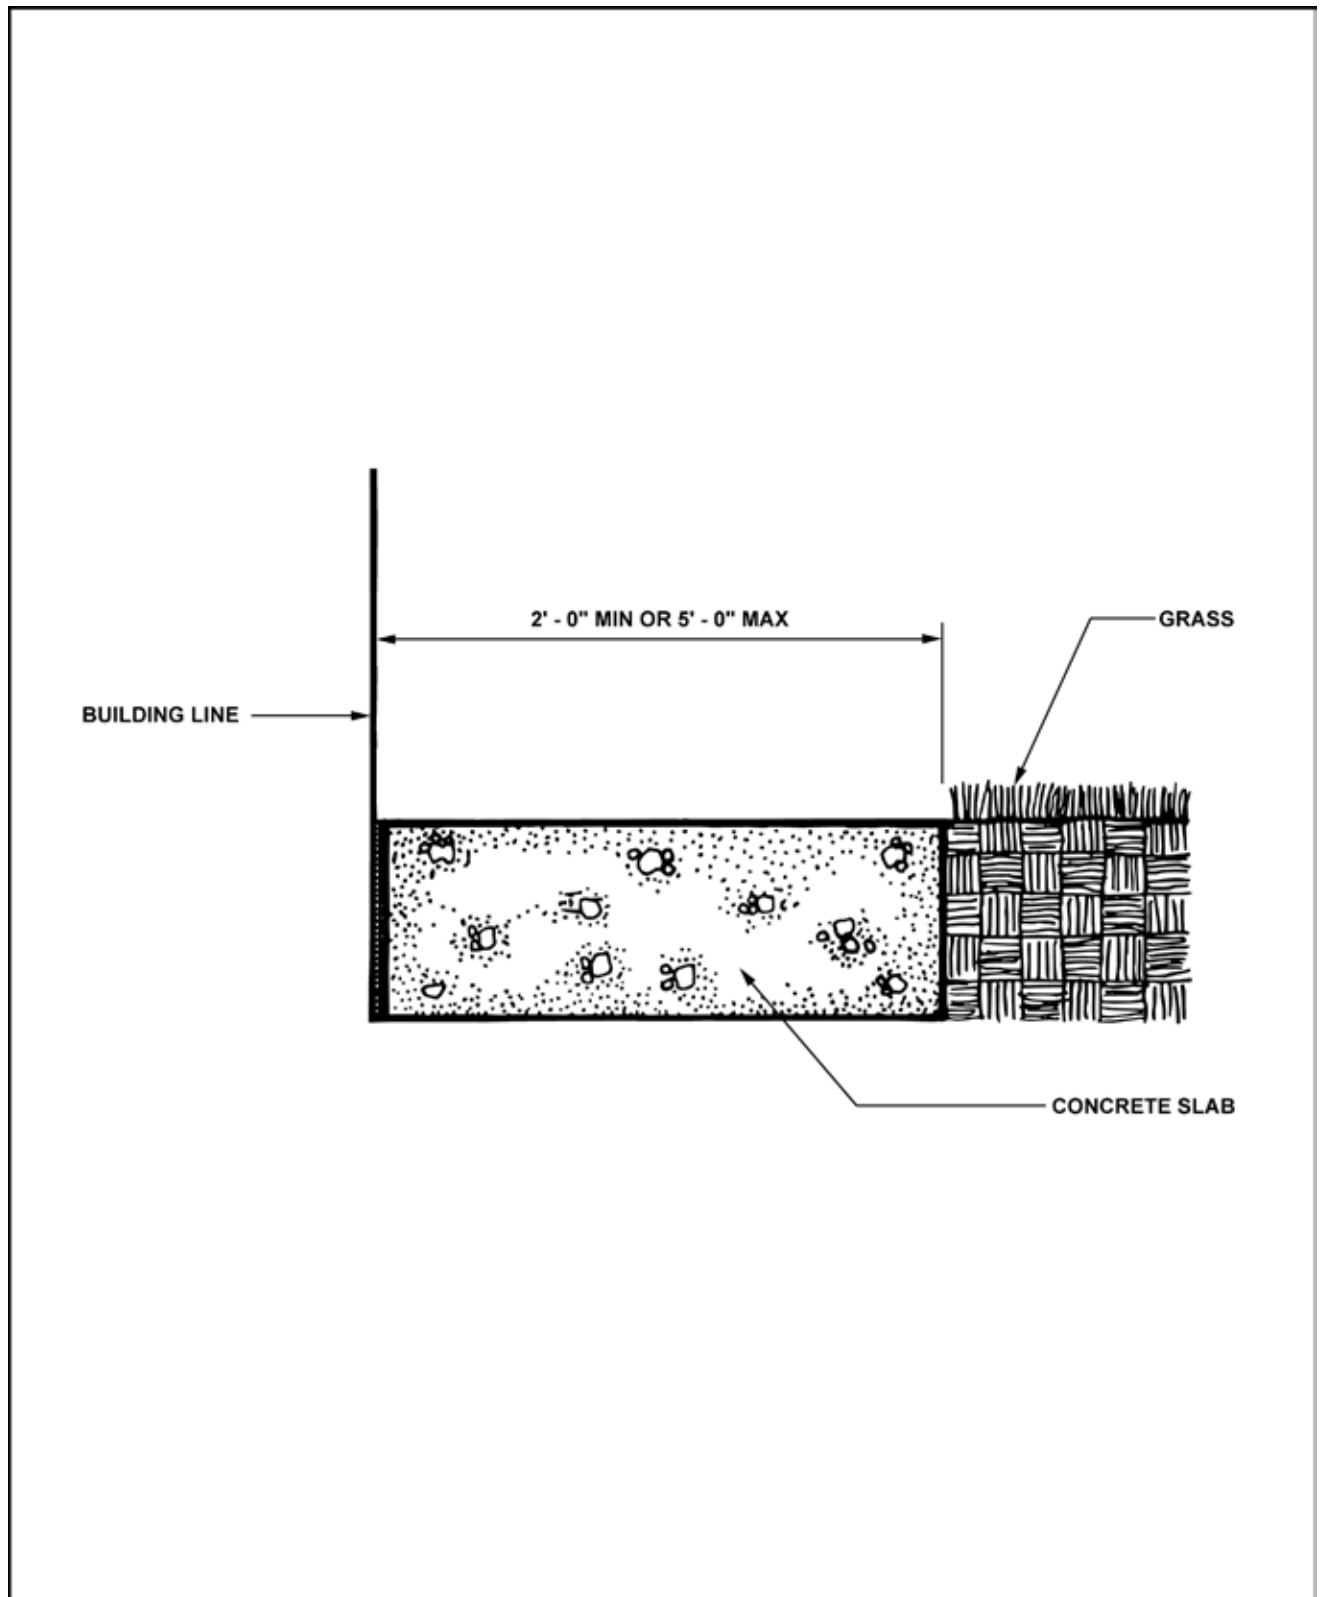 2' - 0" MIN OR 5' - 0" MAX
GRASS
BUILDING LINE
CONCRETE SLAB